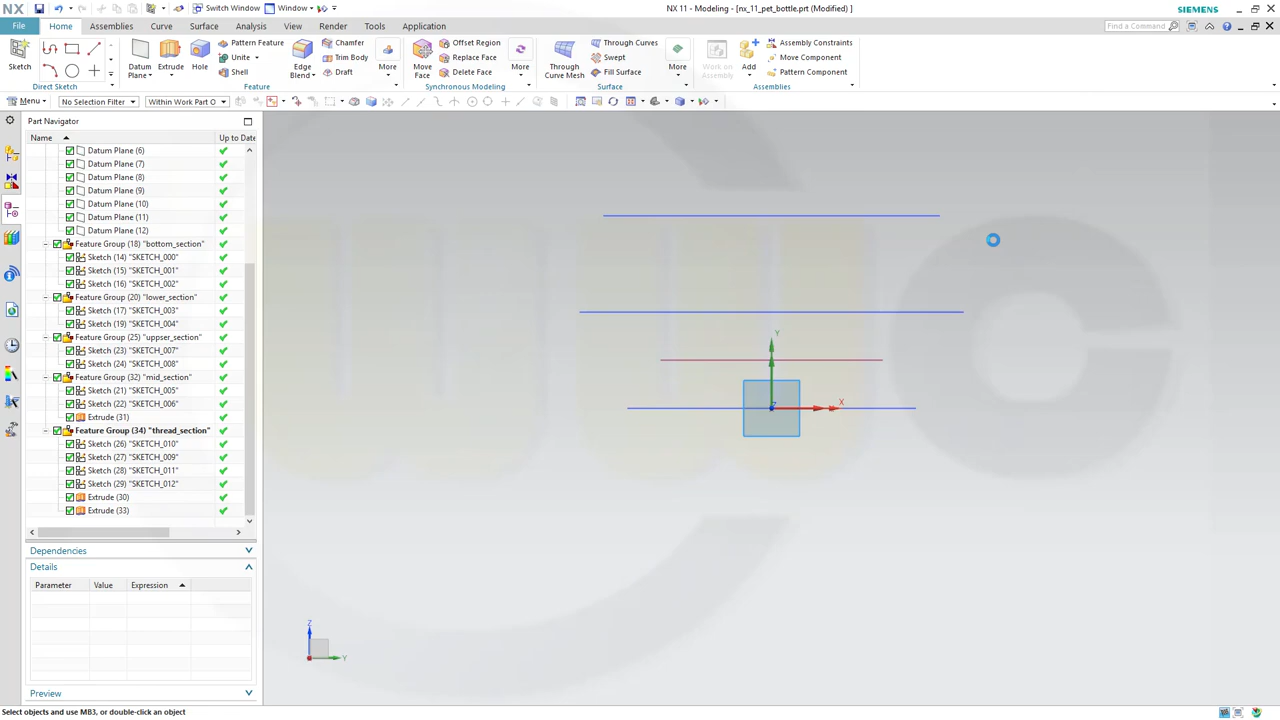 NX
Switch Window
Window
NX 11 - Modeling - [nx_11_pet_bottle.prt (Modified) ]
SIEMENS
File
Home
Assemblies
Curve
Surface
Analysis
View
Render
Tools
Application
Find a Command
Sketch
Direct Sketch
Datum Plane
Extrude
Hole
Pattern Feature
Unite
Shell
Edge Blend
Chamfer
Trim Body
Draft
More
Feature
Move Face
Offset Region
Replace Face
Delete Face
More
Synchronous Modeling
Through Curve Mesh
Through Curves
Swept
Fill Surface
More
Surface
Work on Assembly
Add
Assembly Constraints
Move Component
Pattern Component
Assemblies
Menu
No Selection Filter
Within Work Part O
Part Navigator
Name
Up to Date
Datum Plane (6)
Datum Plane (7)
Datum Plane (8)
Datum Plane (9)
Datum Plane (10)
Datum Plane (11)
Datum Plane (12)
Feature Group (18) "bottom_section"
Sketch (14) "SKETCH_000"
Sketch (15) "SKETCH_001"
Sketch (16) "SKETCH_002"
Feature Group (20) "lower_section"
Sketch (17) "SKETCH_003"
Sketch (19) "SKETCH_004"
Feature Group (25) "uppser_section"
Sketch (23) "SKETCH_007"
Sketch (24) "SKETCH_008"
Feature Group (32) "mid_section"
Sketch (21) "SKETCH_005"
Sketch (22) "SKETCH_006"
Extrude (31)
Feature Group (34) "thread_section"
Sketch (26) "SKETCH_010"
Sketch (27) "SKETCH_009"
Sketch (28) "SKETCH_011"
Sketch (29) "SKETCH_012"
Extrude (30)
Extrude (33)
Dependencies
Details
Parameter
Value
Expression
Preview
Y
X
Z
Z
Y
Select objects and use MB3, or double-click an object